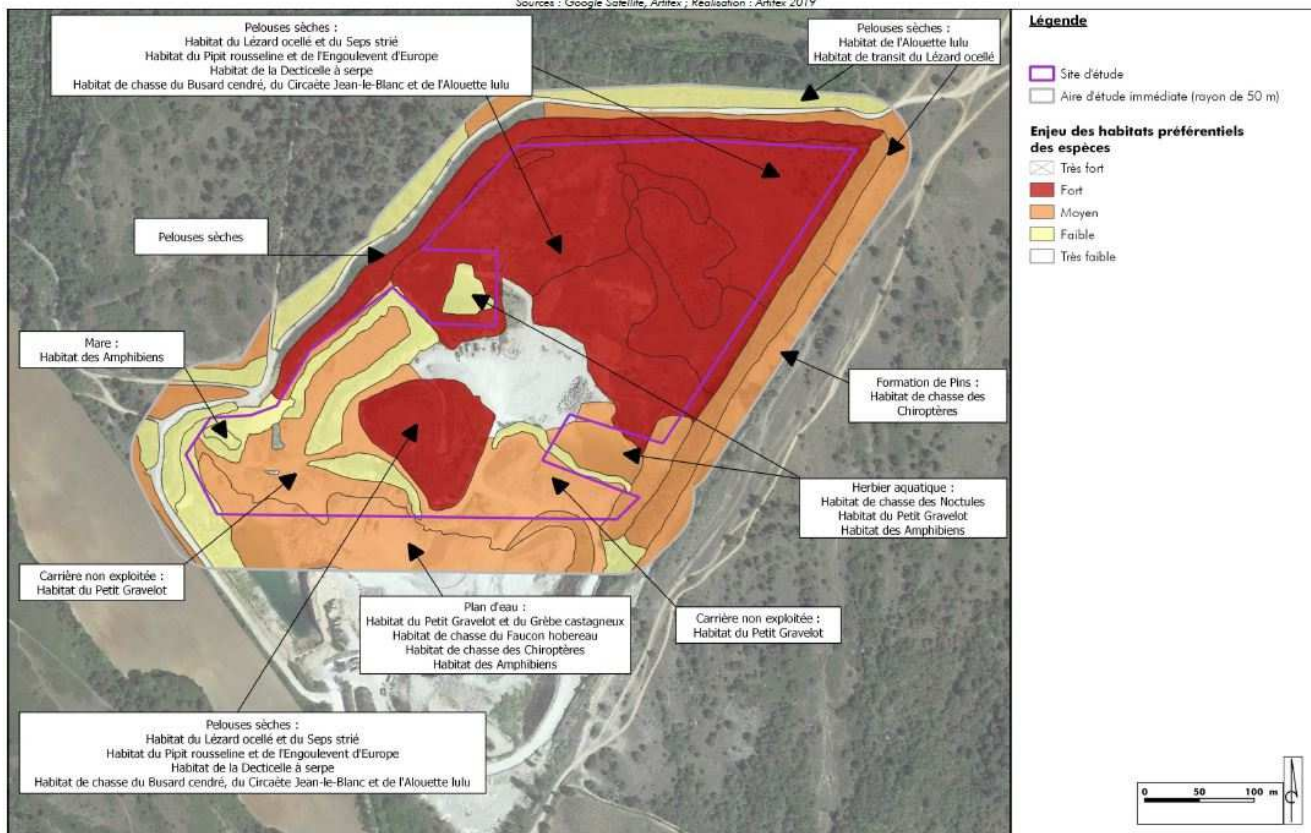 Sources : Google Satellite, Artifex ; Réalisation : Artifex 2019
Pelouses sèches :
Habitat du Lézard ocellé et du Seps strié
Habitat du Pipit rousseline et de l'Engoulevent d'Europe
Habitat de la Decticelle à serpe
Habitat de chasse du Busard cendré, du Circaète Jean-le-Blanc et de l'Alouette lulu
Pelouses sèches :
Habitat de l'Alouette lulu
Habitat de transit du Lézard ocellé
Légende
Site d'étude
Aire d'étude immédiate (rayon de 50 m)
Enjeu des habitats préférentiels
des espèces
Très fort
Fort
Moyen
Faible
Très faible
Pelouses sèches
Mare :
Habitat des Amphibiens
Formation de Pins :
Habitat de chasse des
Chiroptères
Herbier aquatique :
Habitat de chasse des Noctules
Habitat du Petit Gravelot
Habitat des Amphibiens
Carrière non exploitée :
Habitat du Petit Gravelot
Plan d'eau :
Habitat du Petit Gravelot et du Grèbe castagneux
Habitat de chasse du Faucon hobereau
Habitat de chasse des Chiroptères
Habitat des Amphibiens
Carrière non exploitée :
Habitat du Petit Gravelot
Pelouses sèches :
Habitat du Lézard ocellé et du Seps strié
Habitat du Pipit rousseline et de l'Engoulevent d'Europe
Habitat de la Decticelle à serpe
Habitat de chasse du Busard cendré, du Circaète Jean-le-Blanc et de l'Alouette lulu
0 50 100 m